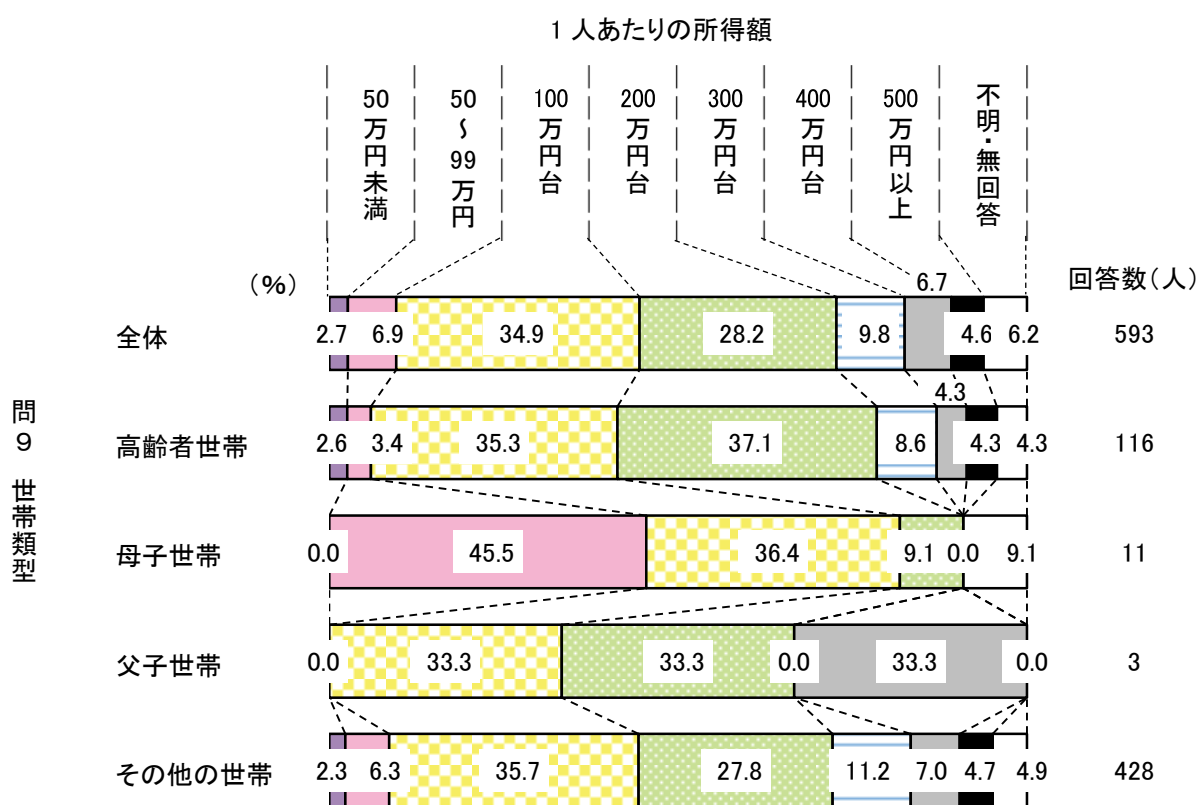 1 人あたりの所得額
50万円未満
50～99万円
100万円台
200万円台
300万円台
400万円台
500万円以上
不明・無回答
（%）
回答数（人）
問９ 世帯類型
6.7
全体 2.7 6.9 34.9 28.2 9.8 4.6 6.2 593
4.3
高齢者世帯 2.6 3.4 35.3 37.1 8.6 4.3 4.3 116
母子世帯 0.0 45.5 36.4 9.1 0.0 9.1 11
父子世帯 0.0 33.3 33.3 0.0 33.3 0.0 3
その他の世帯 2.3 6.3 35.7 27.8 11.2 7.0 4.7 4.9 428